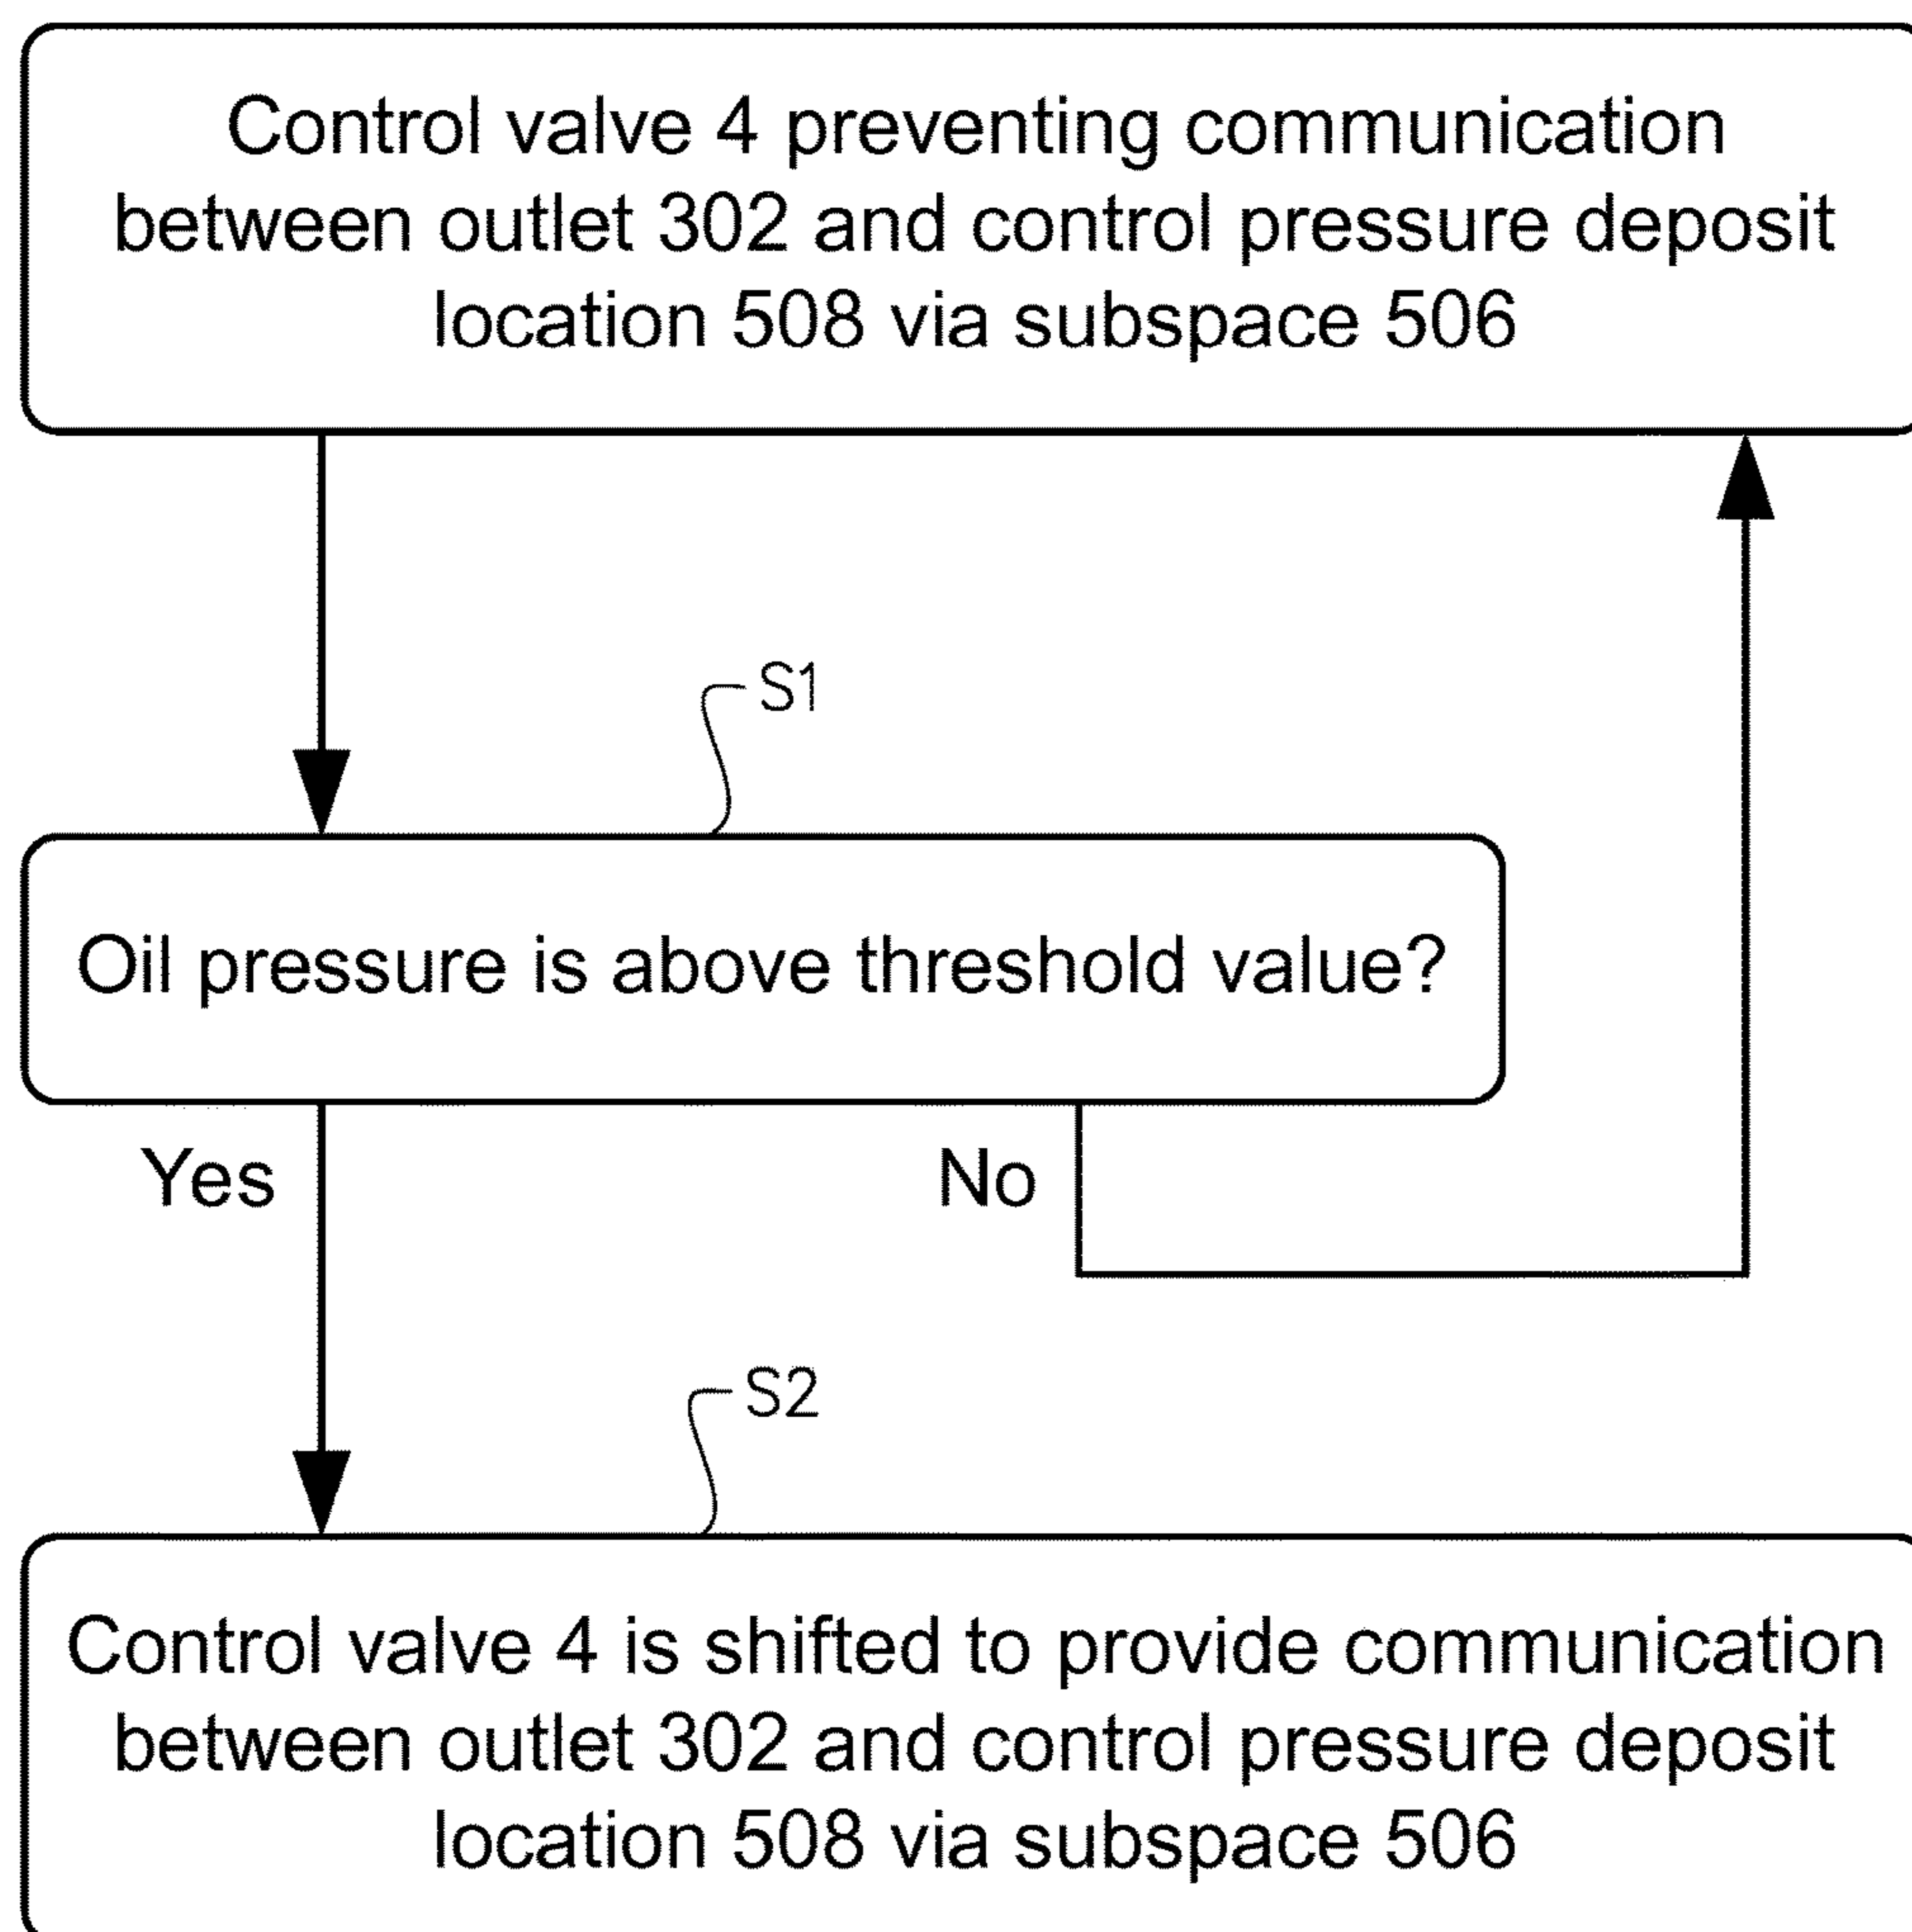 Control valve 4 preventing communication
between outlet 302 and control pressure deposit
location 508 via subspace 506
S1
Oil pressure is above threshold value?
Yes
No
S2
Control valve 4 is shifted to provide communication
between outlet 302 and control pressure deposit
location 508 via subspace 506